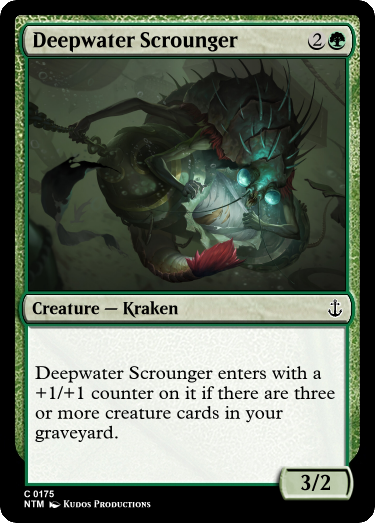 Deepwater Scrounger 2
Creature — Kraken
Deepwater Scrounger enters with a
+1/+1 counter on it if there are three
or more creature cards in your
graveyard.
3/2
C 0175
NTM Kudos Productions